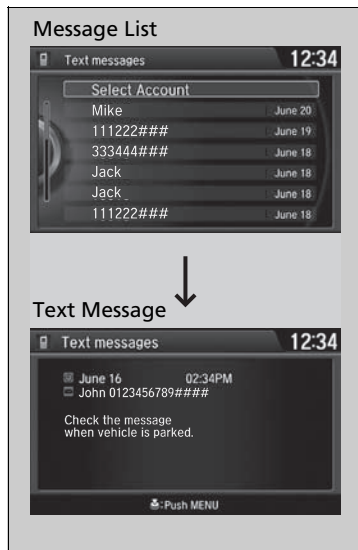 Message List
Text messages 12:34
Select Account
Mike June 20
111222### June 19
333444### June 18
Jack June 18
Jack June 18
111222### June 18
Text Message
Text messages 12:34
June 16 02:34PM
John 0123456789####
Check the message
when vehicle is parked.
:Push MENU